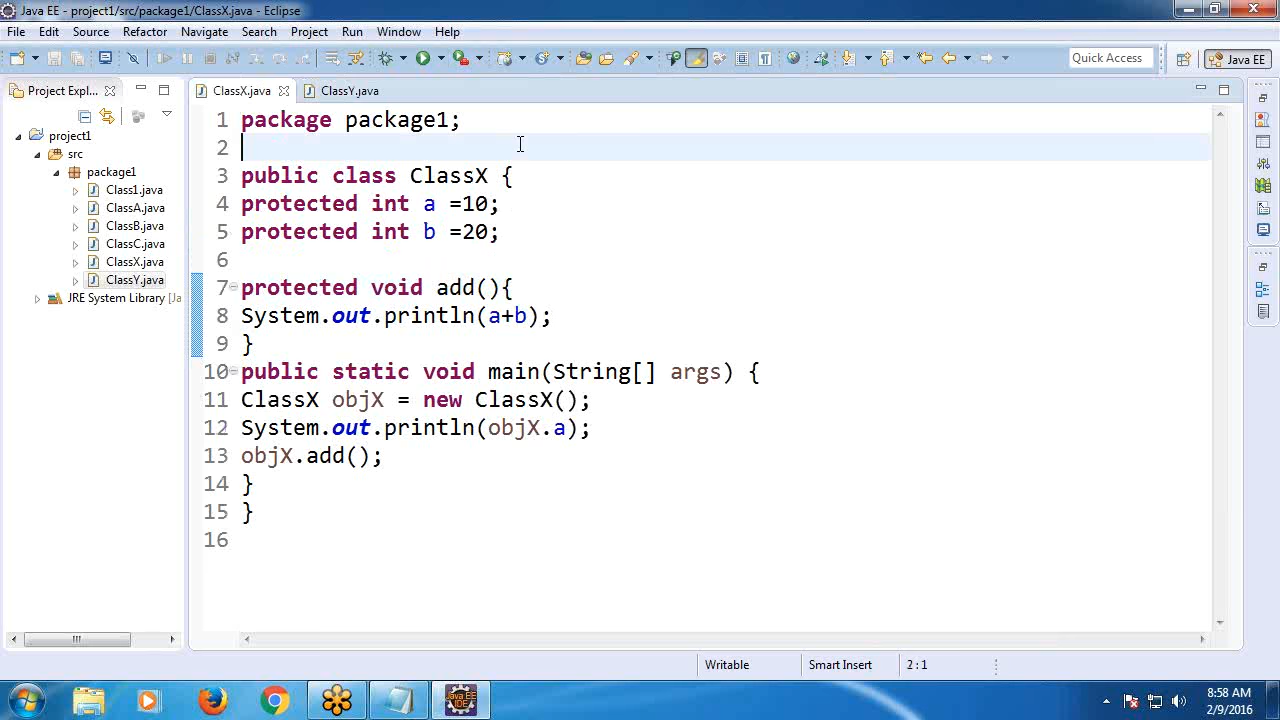 Java EE - project1/src/package1/ClassX.java - Eclipse
File Edit Source Refactor Navigate Search Project Run Window Help
Quick Access
Java EE
Project Expl...
ClassX.java
ClassY.java
project1
src
package1
Class1.java
ClassA.java
ClassB.java
ClassC.java
ClassX.java
ClassY.java
JRE System Library [Ja
1 package package1;
2
3 public class ClassX {
4 protected int a =10;
5 protected int b =20;
6
7 protected void add(){
8 System.out.println(a+b);
9 }
10 public static void main(String[] args) {
11 ClassX objX = new ClassX();
12 System.out.println(objX.a);
13 objX.add();
14 }
15 }
16
Writable
Smart Insert
2 : 1
Java EE
IDE
8:58 AM
2/9/2016